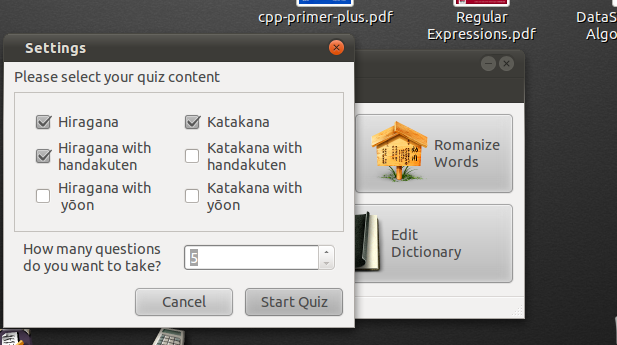 cpp-primer-plus.pdf
Regular
Expressions.pdf
DataS
Algo
Settings
Please select your quiz content
Hiragana
Katakana
Hiragana with
handakuten
Katakana with
handakuten
Hiragana with
yōon
Katakana with
yōon
How many questions
do you want to take?
5
Cancel
Start Quiz
Romanize
Words
Edit
Dictionary